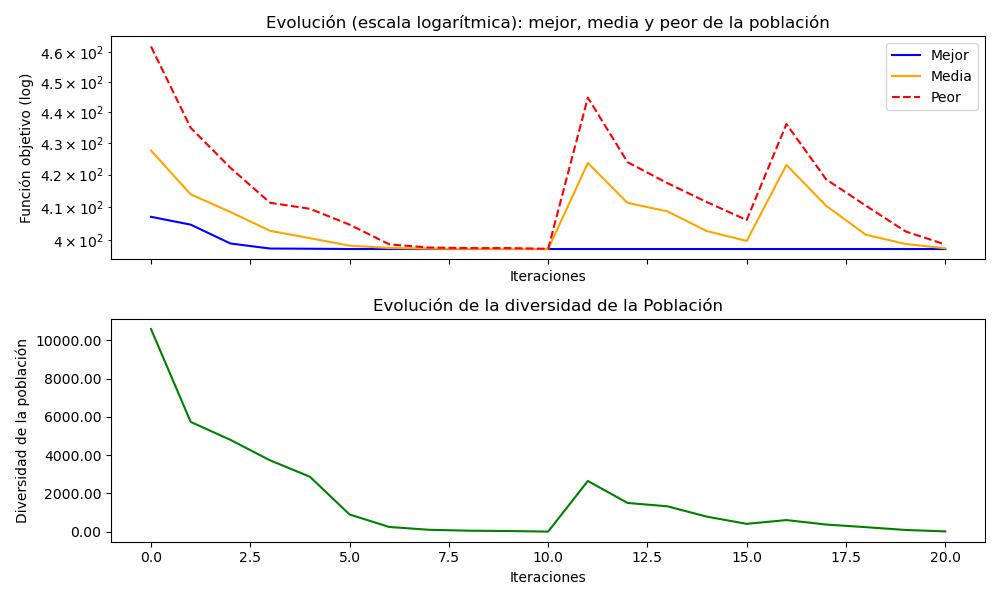 Evolución (escala logarítmica): mejor, media y peor de la población
Función objetivo (log)
4.6 × 10²
4.5 × 10²
4.4 × 10²
4.3 × 10²
4.2 × 10²
4.1 × 10²
4 × 10²
Mejor
Media
Peor
Iteraciones
Evolución de la diversidad de la Población
Diversidad de la población
10000.00
8000.00
6000.00
4000.00
2000.00
0.00
0.0 2.5 5.0 7.5 10.0 12.5 15.0 17.5 20.0
Iteraciones